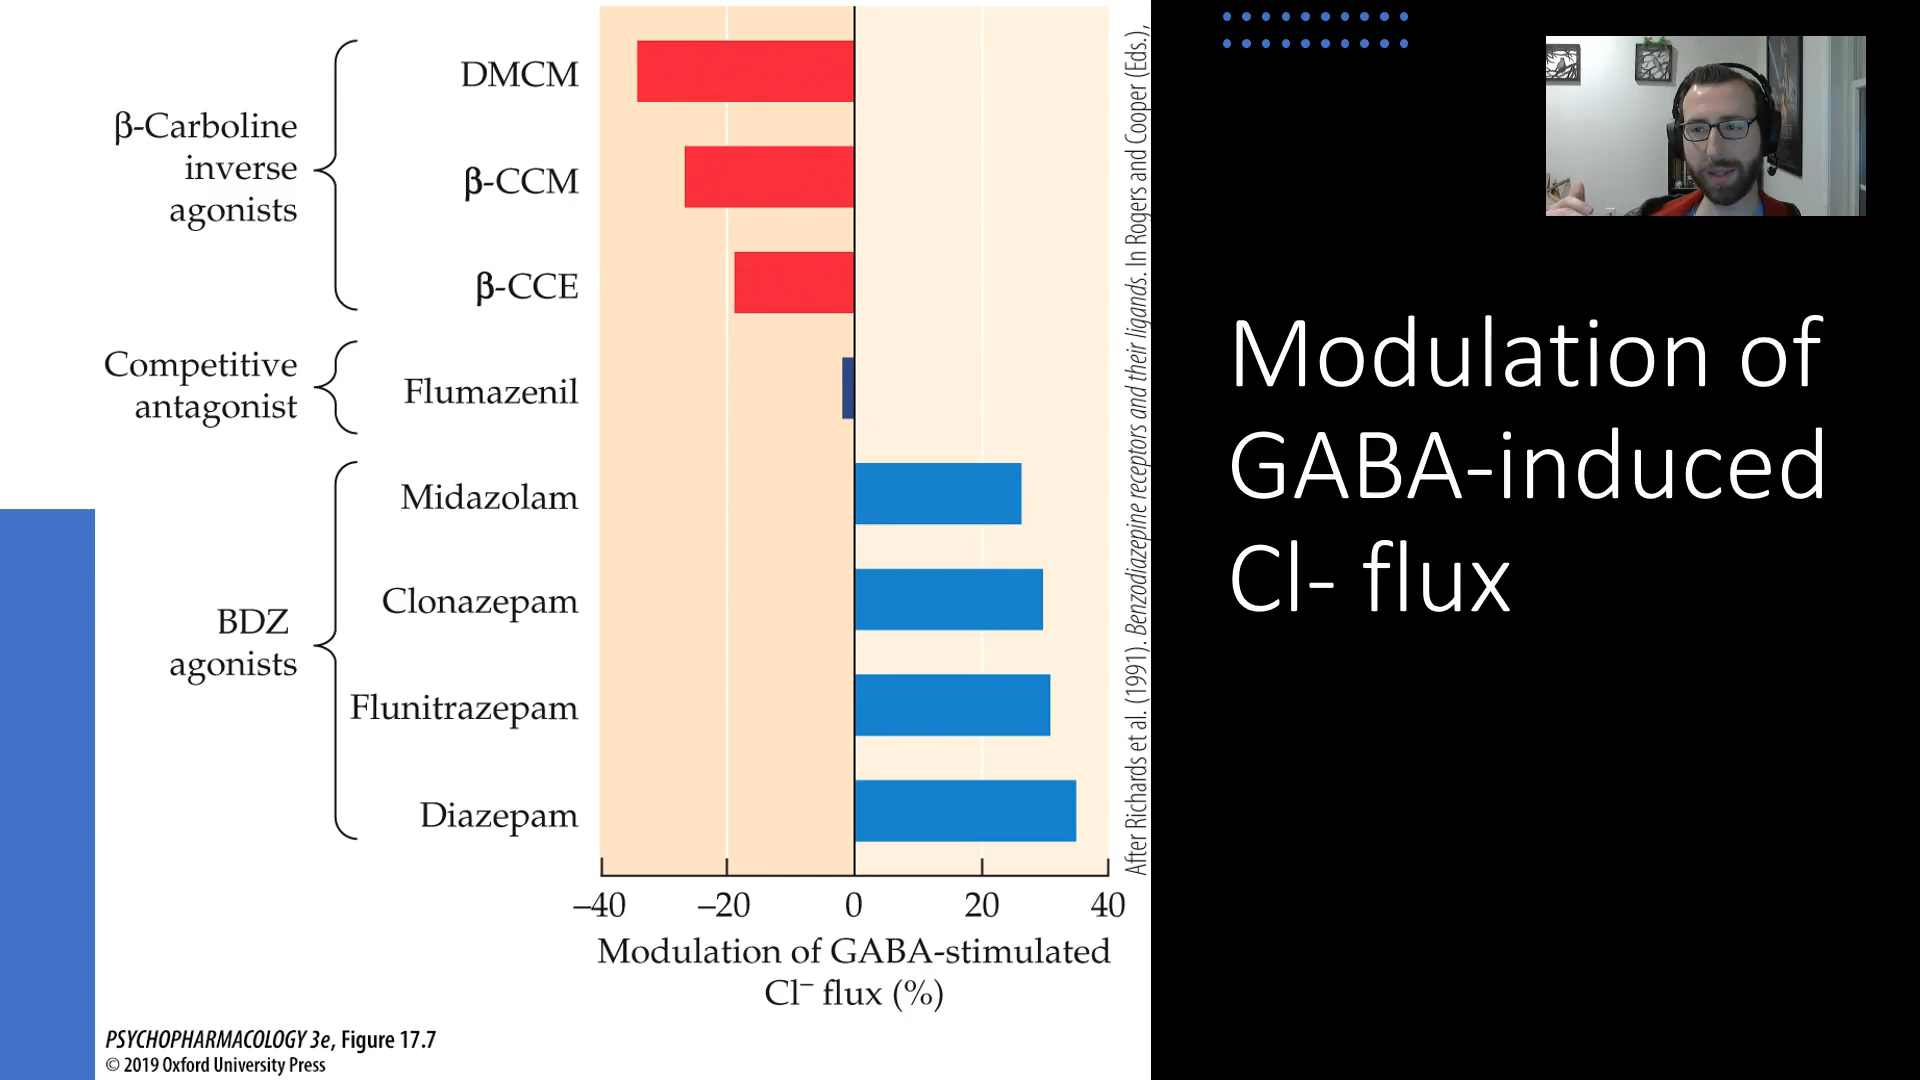 DMCM
β-Carboline
inverse
agonists
β-CCM
β-CCE
Competitive
antagonist
Flumazenil
Midazolam
Clonazepam
BDZ
agonists
Flunitrazepam
Diazepam
–40 –20 0 20 40
Modulation of GABA-stimulated
Cl⁻ flux (%)
After Richards et al. (1991). Benzodiazepine receptors and their ligands. In Rogers and Cooper (Eds.),
PSYCHOPHARMACOLOGY 3e, Figure 17.7
© 2019 Oxford University Press
Modulation of
GABA-induced
Cl- flux